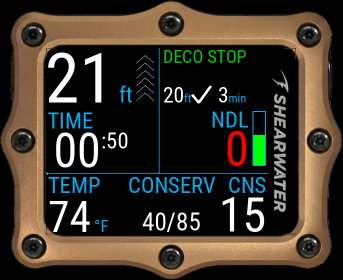 DECO STOP
21 ft
20ft 3min
TIME
00:50
NDL
0
TEMP CONSERV CNS
74 °F 40/85 15
SHEARWATER